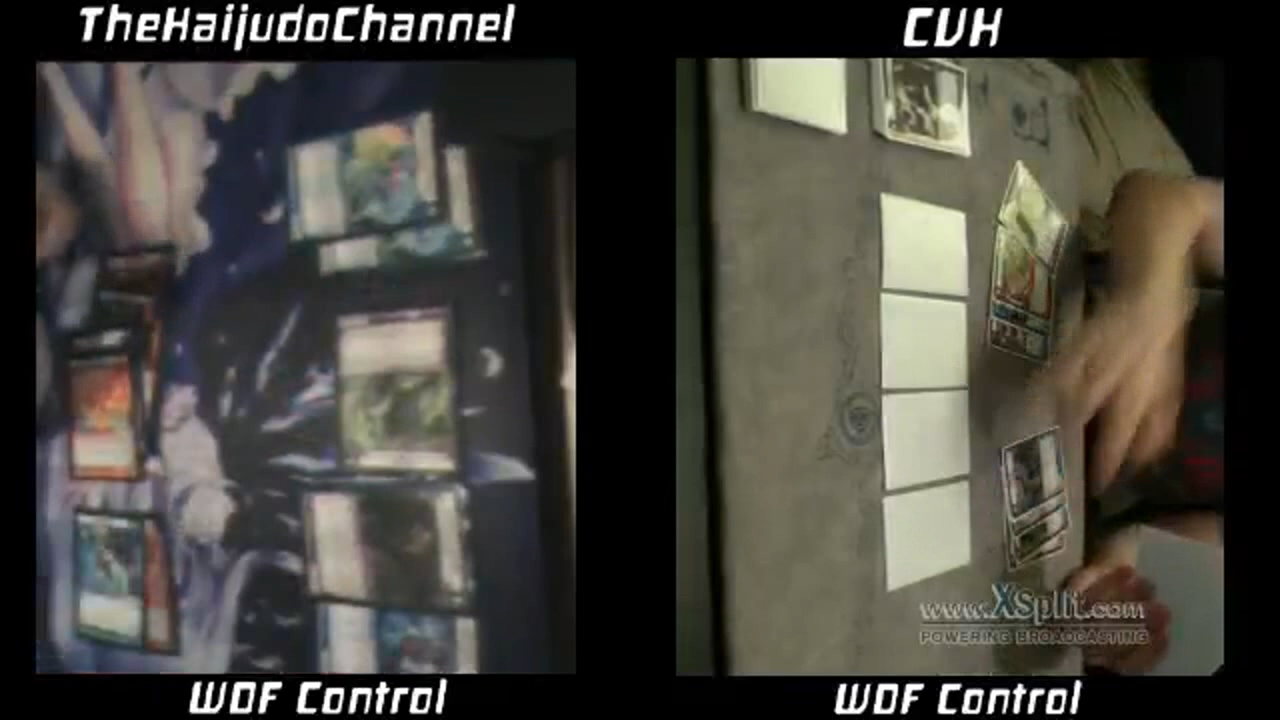 TheKaijudoChannel
CVH
www.XSplit.com
POWERING BROADCASTING
WDF Control
WDF Control